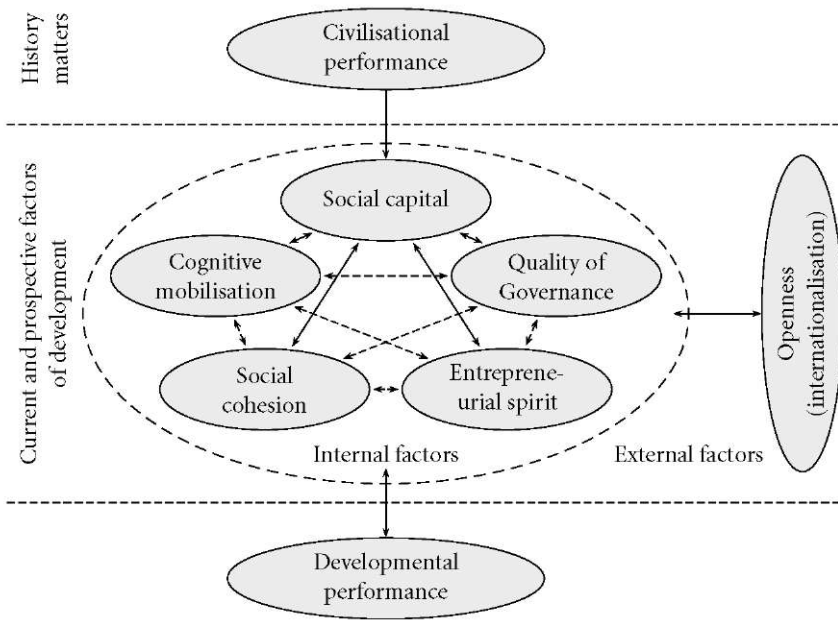 History
matters
Civilisational
performance
Current and prospective factors
of development
Social capital
Cognitive
mobilisation
Quality of
Governance
Social
cohesion
Entreprene-
urial spirit
Internal factors
External factors
Openness
(internationalisation)
Developmental
performance